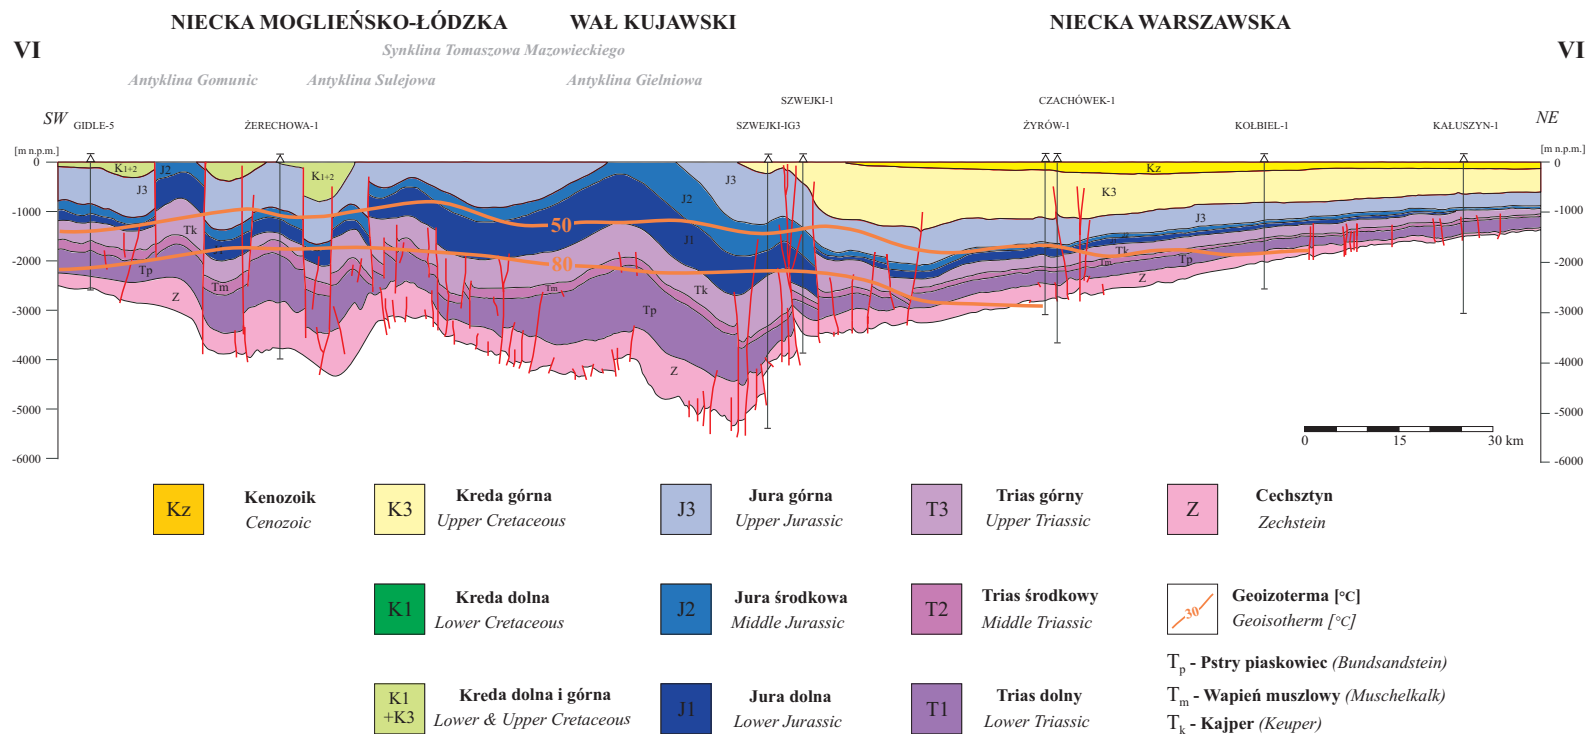 NIECKA MOGLIEŃSKO-ŁÓDZKA WAŁ KUJAWSKI NIECKA WARSZAWSKA
VI VI
Synklina Tomaszowa Mazowieckiego
Antyklina Gomunic Antyklina Sulejowa Antyklina Gielniowa
SZWEJKI-1 CZACHÓWEK-1
SW NE
GIDLE-5 ŻERECHOWA-1 SZWEJKI-IG3 ŻYRÓW-1 KOŁBIEL-1 KAŁUSZYN-1
[m n.p.m.] [m n.p.m.]
0 K1+2 J2 Kz 0
K1+2 J3
J3 J2 K3
-1000 J3 -1000
Tk 50 J1
Tk
-2000 Tp 80 Tm Tp -2000
Z Tm Tm Tk Z
-3000 Tp -3000
-4000 Z -4000
-5000 -5000
0 15 30 km
-6000 -6000
Kz Kenozoik
Cenozoic
K3 Kreda górna
Upper Cretaceous
J3 Jura górna
Upper Jurassic
T3 Trias górny
Upper Triassic
Z Cechsztyn
Zechstein
K1 Kreda dolna
Lower Cretaceous
J2 Jura środkowa
Middle Jurassic
T2 Trias środkowy
Middle Triassic
30 Geoizoterma [°C]
Geoisotherm [°C]
K1
+K3 Kreda dolna i górna
Lower & Upper Cretaceous
J1 Jura dolna
Lower Jurassic
T1 Trias dolny
Lower Triassic
Tp - Pstry piaskowiec (Bundsandstein)
Tm - Wapień muszlowy (Muschelkalk)
Tk - Kajper (Keuper)